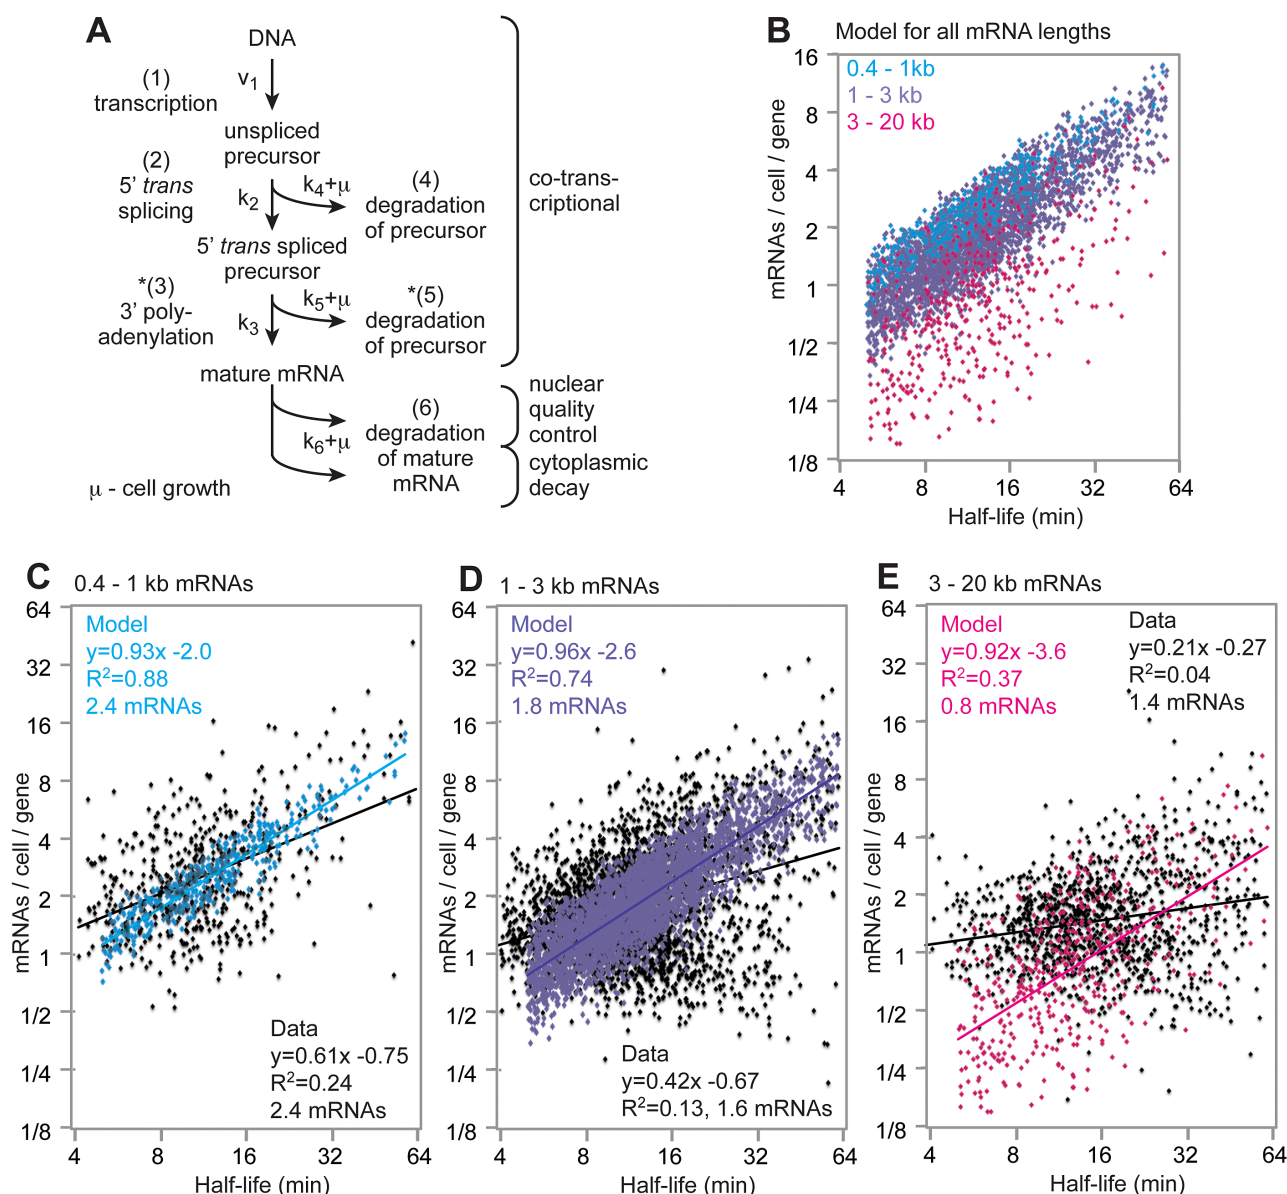 A
DNA
(1)
transcription
v1
unspliced
precursor
(2)
5' trans
splicing
k2
k4+μ
(4)
degradation
of precursor
5' trans spliced
precursor
*(3)
3' poly-
adenylation
k3
k5+μ
*(5)
degradation
of precursor
mature mRNA
k6+μ
(6)
degradation
of mature
mRNA
co-trans-
criptional
nuclear
quality
control
cytoplasmic
decay
μ - cell growth
B
Model for all mRNA lengths
0.4 - 1kb
1 - 3 kb
3 - 20 kb
mRNAs / cell / gene
16
8
4
2
1
1/2
1/4
1/8
4 8 16 32 64
Half-life (min)
C
0.4 - 1 kb mRNAs
Model
y=0.93x -2.0
R²=0.88
2.4 mRNAs
Data
y=0.61x -0.75
R²=0.24
2.4 mRNAs
mRNAs / cell / gene
64
32
16
8
4
2
1
1/2
1/4
1/8
4 8 16 32 64
Half-life (min)
D
1 - 3 kb mRNAs
Model
y=0.96x -2.6
R²=0.74
1.8 mRNAs
Data
y=0.42x -0.67
R²=0.13, 1.6 mRNAs
mRNAs / cell / gene
64
32
16
8
4
2
1
1/2
1/4
1/8
4 8 16 32 64
Half-life (min)
E
3 - 20 kb mRNAs
Model
y=0.92x -3.6
R²=0.37
0.8 mRNAs
Data
y=0.21x -0.27
R²=0.04
1.4 mRNAs
mRNAs / cell / gene
64
32
16
8
4
2
1
1/2
1/4
1/8
4 8 16 32 64
Half-life (min)